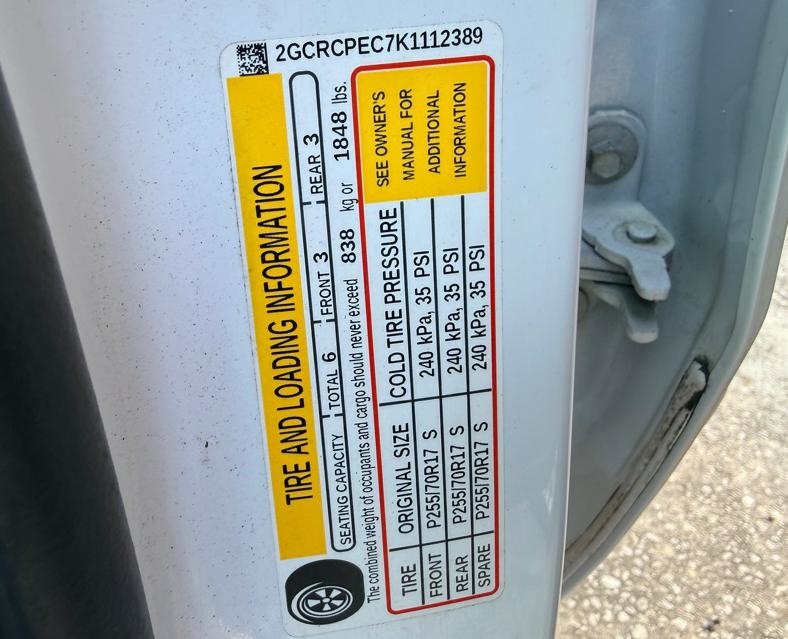 2GCRCPEC7K1112389
TIRE AND LOADING INFORMATION
SEATING CAPACITY TOTAL 6 FRONT 3 REAR 3
The combined weight of occupants and cargo should never exceed 838 kg or 1848 lbs.
TIRE ORIGINAL SIZE COLD TIRE PRESSURE SEE OWNER'S
FRONT P255/70R17 S 240 kPa, 35 PSI MANUAL FOR
REAR P255/70R17 S 240 kPa, 35 PSI ADDITIONAL
SPARE P255/70R17 S 240 kPa, 35 PSI INFORMATION